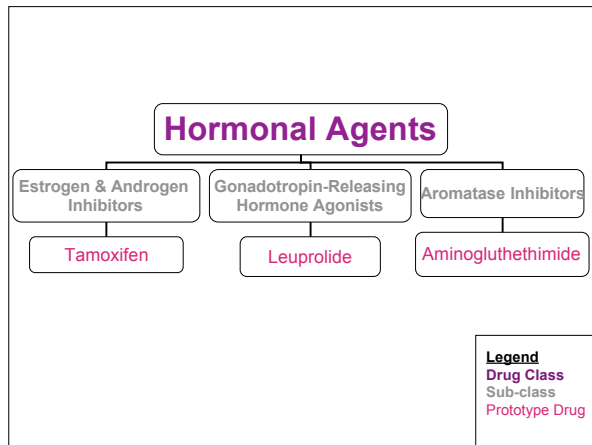 Hormonal Agents
Estrogen & Androgen
Inhibitors
Gonadotropin-Releasing
Hormone Agonists
Aromatase Inhibitors
Tamoxifen
Leuprolide
Aminogluthethimide
Legend
Drug Class
Sub-class
Prototype Drug